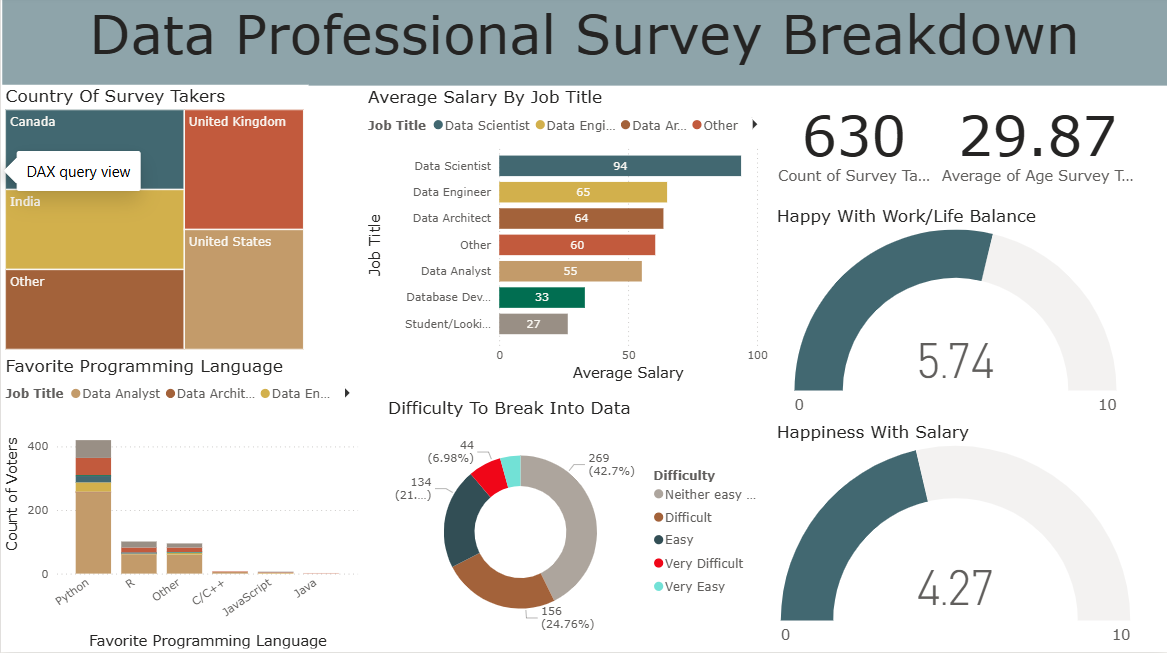 Data Professional Survey Breakdown
Country Of Survey Takers
Canada
United Kingdom
DAX query view
India
United States
Other
Average Salary By Job Title
Job Title Data Scientist Data Engi... Data Ar... Other
Job Title
Data Scientist 94
Data Engineer 65
Data Architect 64
Other 60
Data Analyst 55
Database Dev... 33
Student/Looki... 27
0 50 100
Average Salary
630
Count of Survey Ta...
29.87
Average of Age Survey T...
Happy With Work/Life Balance
5.74
0 10
Favorite Programming Language
Job Title Data Analyst Data Archit... Data En...
Count of Voters
400
200
0
Python R Other C/C++ JavaScript Java
Favorite Programming Language
Difficulty To Break Into Data
44
(6.98%)
269
(42.7%)
134
(21....)
156
(24.76%)
Difficulty
Neither easy ...
Difficult
Easy
Very Difficult
Very Easy
Happiness With Salary
4.27
0 10